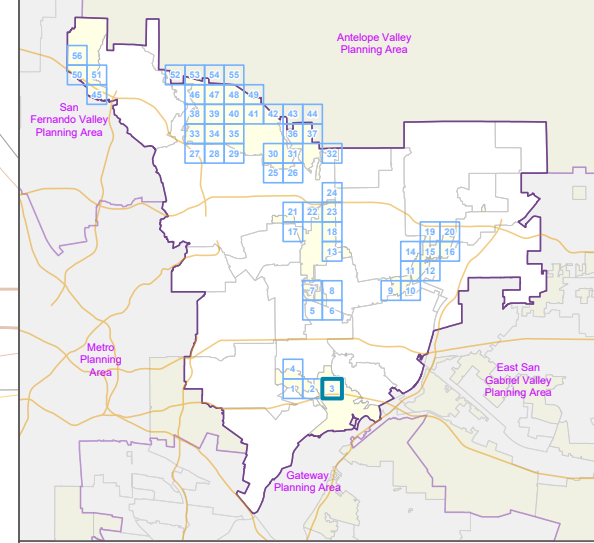 Antelope Valley
Planning Area
56
50 51
45
52 53 54 55
46 47 48 49
38 39 40 41 42 43 44
33 34 35 36 37
27 28 29 30 31 32
25 26
San
Fernando Valley
Planning Area
24
21 22 23
17 18
13
19 20
14 15 16
11 12
9 10
7 8
5 6
Metro
Planning
Area
4
1 2 3
East San
Gabriel Valley
Planning Area
Gateway
Planning Area